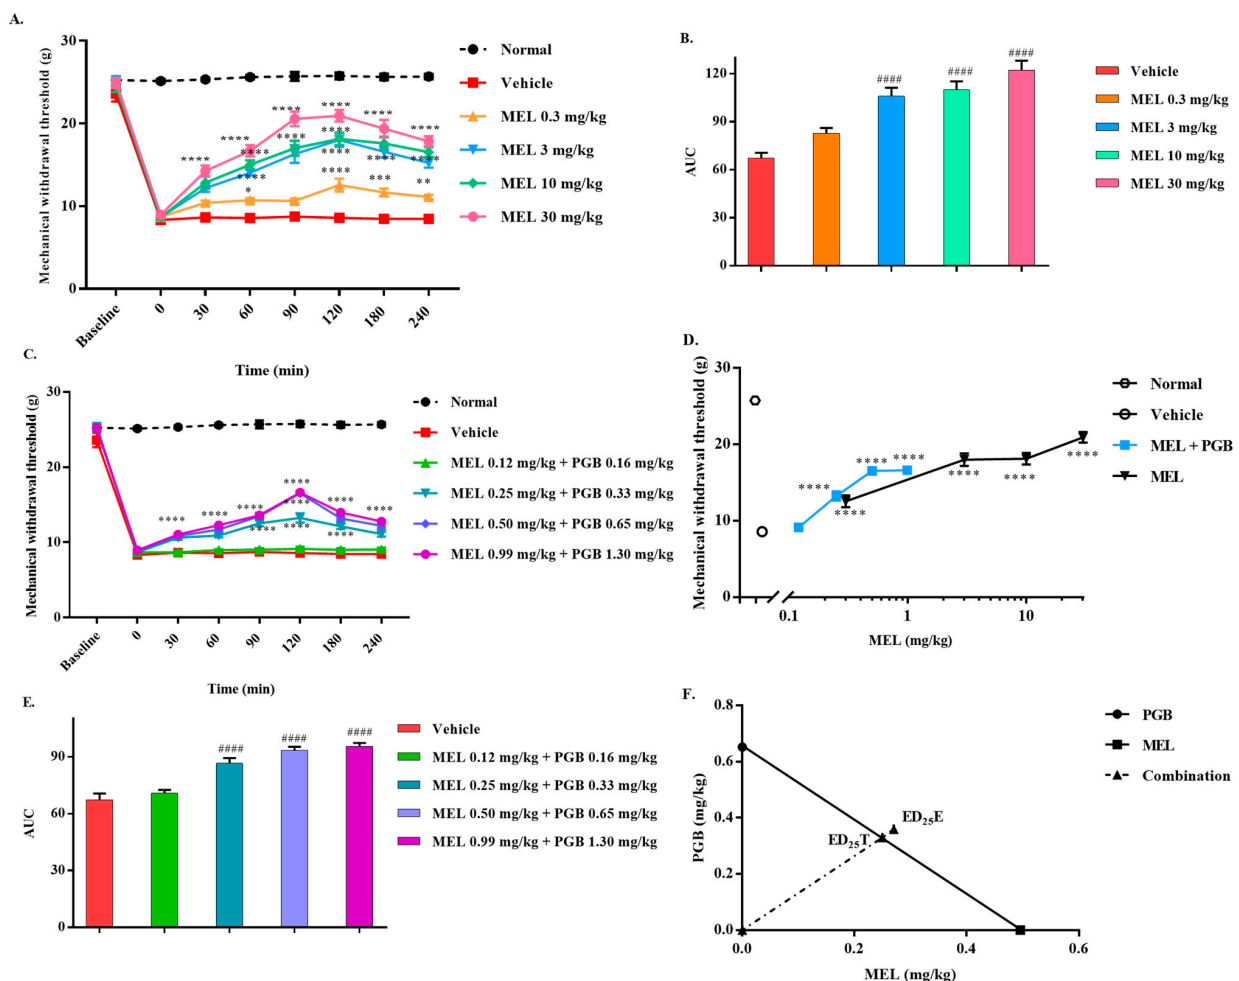 A.
Mechanical withdrawal threshold (g)
30
20
10
0
Baseline
0
30
60
90
120
180
240
Time (min)
****
****
****
****
****
****
****
****
****
****
****
****
****
*
****
***
**
Normal
Vehicle
MEL 0.3 mg/kg
MEL 3 mg/kg
MEL 10 mg/kg
MEL 30 mg/kg
B.
AUC
120
90
60
30
0
####
####
####
Vehicle
MEL 0.3 mg/kg
MEL 3 mg/kg
MEL 10 mg/kg
MEL 30 mg/kg
C.
Mechanical withdrawal threshold (g)
30
20
10
0
Baseline
0
30
60
90
120
180
240
Time (min)
****
****
****
****
****
****
****
****
****
****
Normal
Vehicle
MEL 0.12 mg/kg + PGB 0.16 mg/kg
MEL 0.25 mg/kg + PGB 0.33 mg/kg
MEL 0.50 mg/kg + PGB 0.65 mg/kg
MEL 0.99 mg/kg + PGB 1.30 mg/kg
D.
Mechanical withdrawal threshold (g)
30
20
10
0
0.1
1
10
MEL (mg/kg)
****
****
****
****
****
****
****
Normal
Vehicle
MEL + PGB
MEL
E.
AUC
90
60
30
0
####
####
####
Vehicle
MEL 0.12 mg/kg + PGB 0.16 mg/kg
MEL 0.25 mg/kg + PGB 0.33 mg/kg
MEL 0.50 mg/kg + PGB 0.65 mg/kg
MEL 0.99 mg/kg + PGB 1.30 mg/kg
F.
PGB (mg/kg)
0.8
0.6
0.4
0.2
0.0
0.0
0.2
0.4
0.6
MEL (mg/kg)
ED25E
ED25T
PGB
MEL
Combination